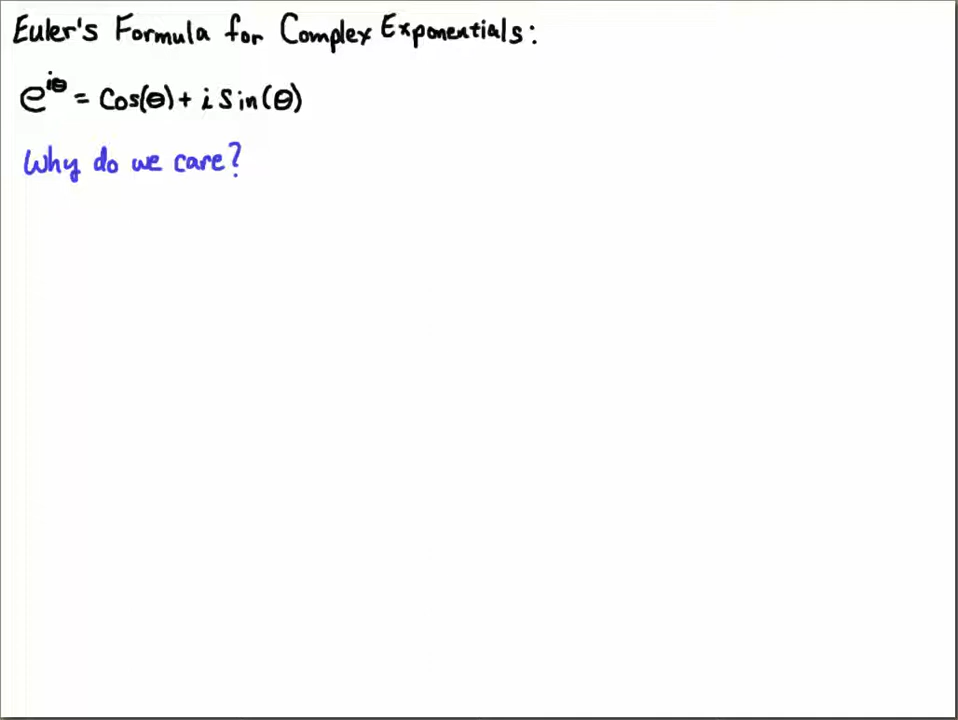 Euler's Formula for Complex Exponentials:
e^{iθ} = Cos(θ) + i Sin(θ)
Why do we care?